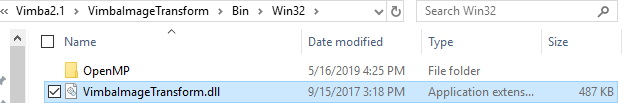 « Vimba2.1 > VimbaImageTransform > Bin > Win32 > Search Win32
Name Date modified Type Size
OpenMP 5/16/2019 4:25 PM File folder
VimbaImageTransform.dll 9/15/2017 3:18 PM Application extens... 487 KB